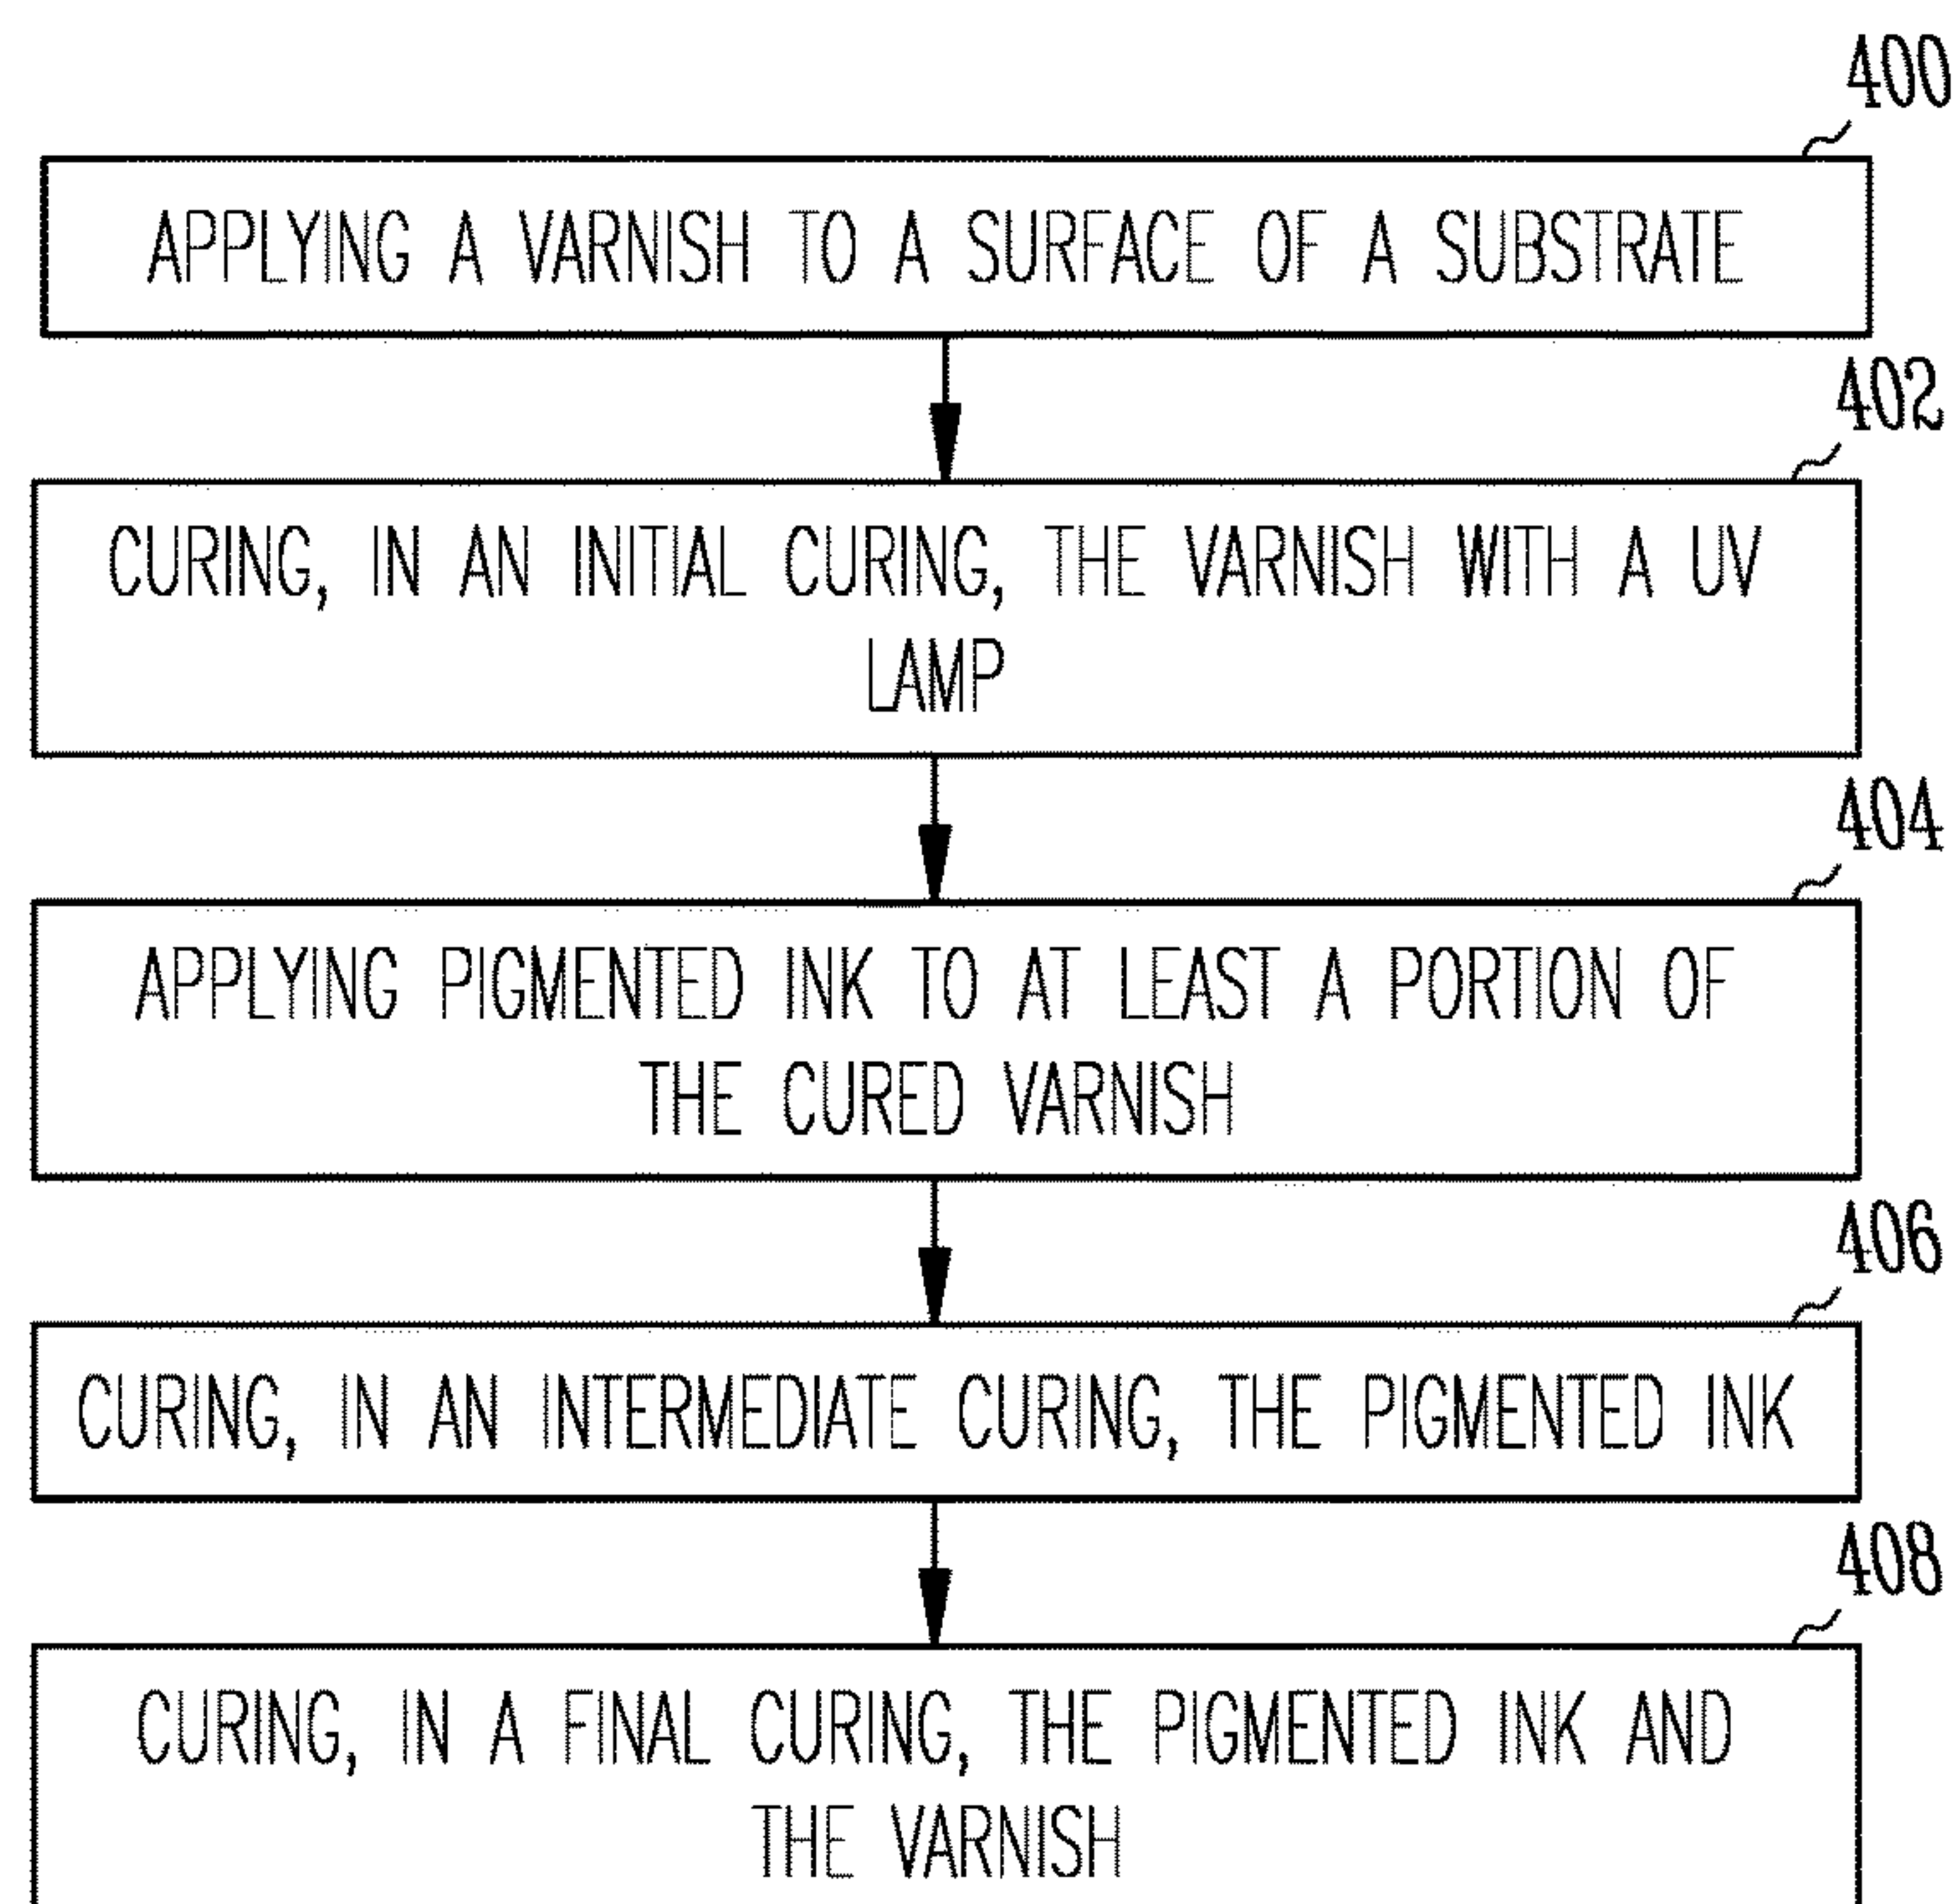 400
APPLYING A VARNISH TO A SURFACE OF A SUBSTRATE
402
CURING, IN AN INITIAL CURING, THE VARNISH WITH A UV
LAMP
404
APPLYING PIGMENTED INK TO AT LEAST A PORTION OF
THE CURED VARNISH
406
CURING, IN AN INTERMEDIATE CURING, THE PIGMENTED INK
408
CURING, IN A FINAL CURING, THE PIGMENTED INK AND
THE VARNISH